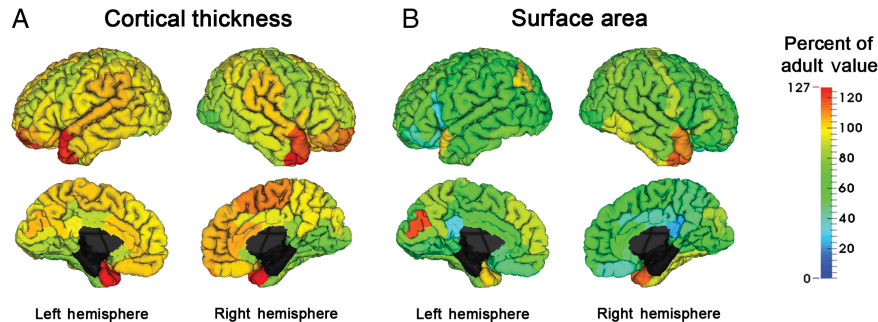 A
Cortical thickness
B
Surface area
Percent of
adult value
127
120
100
80
60
40
20
0
Left hemisphere
Right hemisphere
Left hemisphere
Right hemisphere